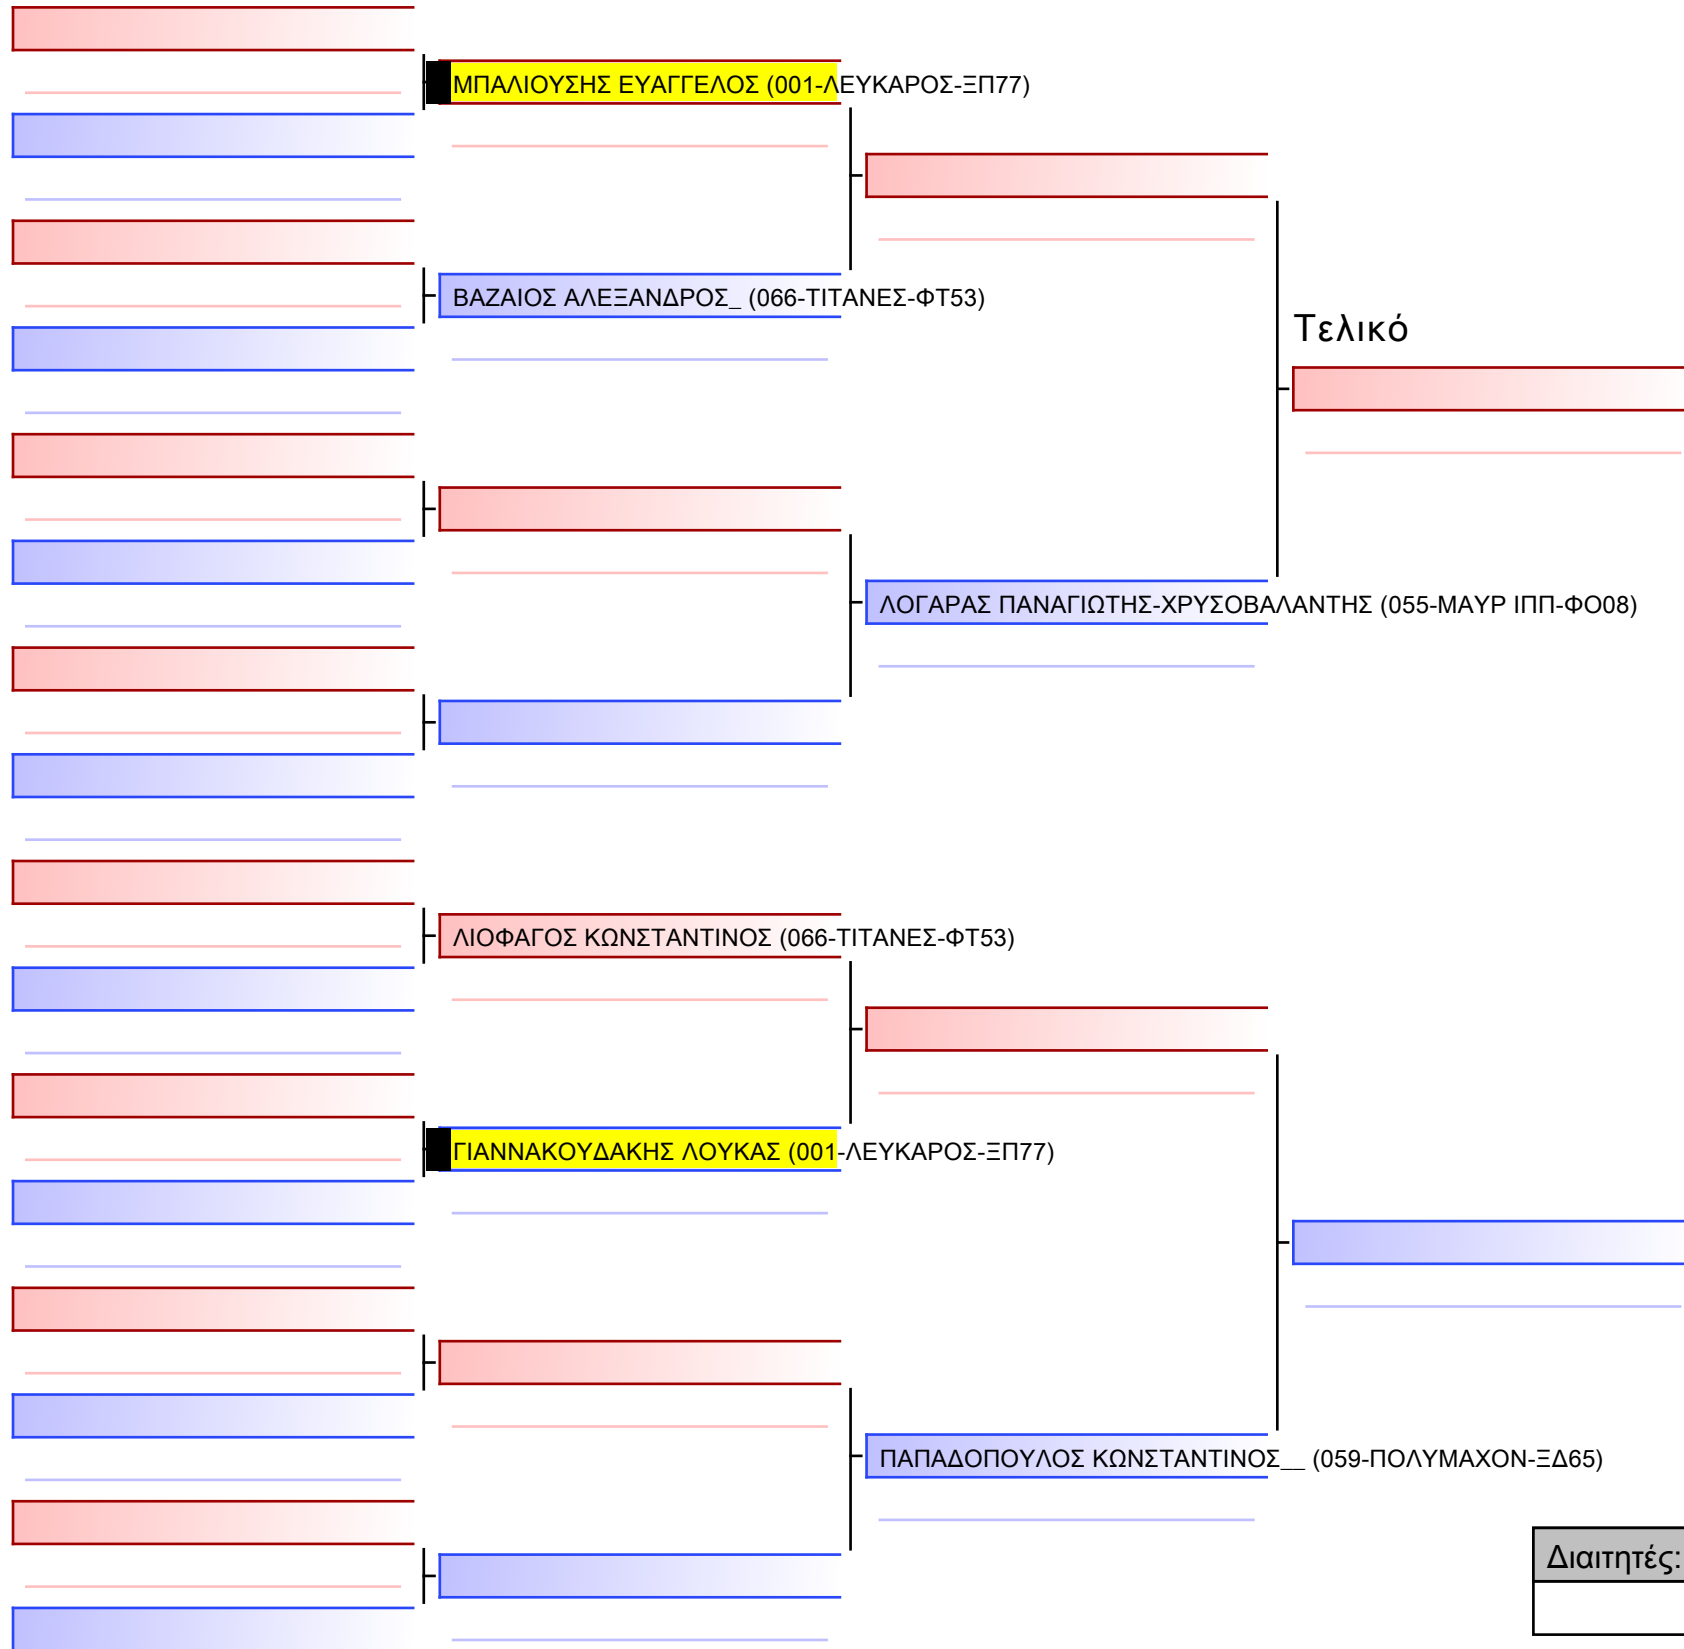 ΜΠΑΛΙΟΥΣΗΣ ΕΥΑΓΓΕΛΟΣ (001-ΛΕΥΚΑΡΟΣ-ΞΠ77)
ΒΑΖΑΙΟΣ ΑΛΕΞΑΝΔΡΟΣ_ (066-ΤΙΤΑΝΕΣ-ΦΤ53)
Τελικό
ΛΟΓΑΡΑΣ ΠΑΝΑΓΙΩΤΗΣ-ΧΡΥΣΟΒΑΛΑΝΤΗΣ (055-ΜΑΥΡ ΙΠΠ-ΦΟ08)
ΛΙΟΦΑΓΟΣ ΚΩΝΣΤΑΝΤΙΝΟΣ (066-ΤΙΤΑΝΕΣ-ΦΤ53)
ΓΙΑΝΝΑΚΟΥΔΑΚΗΣ ΛΟΥΚΑΣ (001-ΛΕΥΚΑΡΟΣ-ΞΠ77)
ΠΑΠΑΔΟΠΟΥΛΟΣ ΚΩΝΣΤΑΝΤΙΝΟΣ__ (059-ΠΟΛΥΜΑΧΟΝ-ΞΔ65)
Διαιτητές: